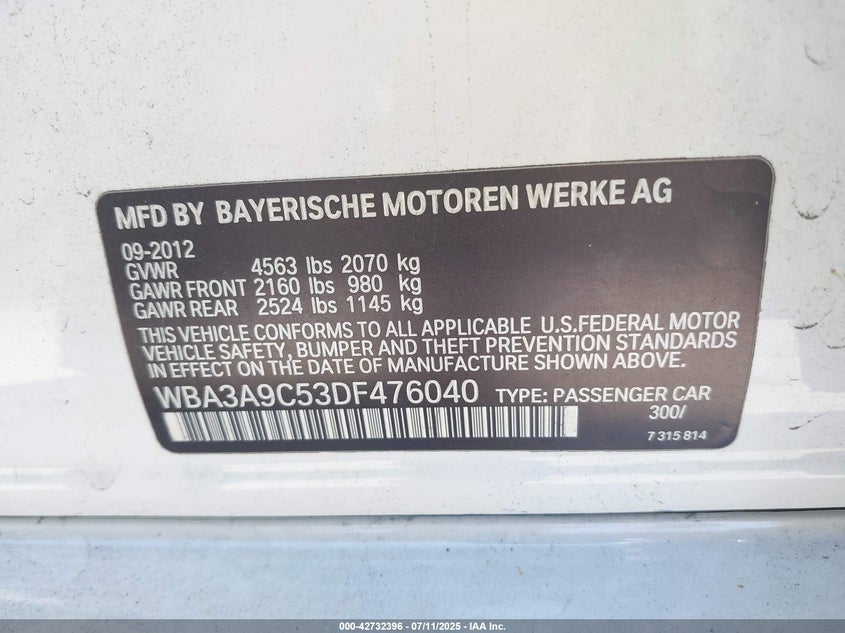 MFD BY BAYERISCHE MOTOREN WERKE AG
09-2012
GVWR 4563 lbs 2070 kg
GAWR FRONT 2160 lbs 980 kg
GAWR REAR 2524 lbs 1145 kg
THIS VEHICLE CONFORMS TO ALL APPLICABLE U.S.FEDERAL MOTOR
VEHICLE SAFETY, BUMPER AND THEFT PREVENTION STANDARDS
IN EFFECT ON THE DATE OF MANUFACTURE SHOWN ABOVE.
WBA3A9C53DF476040 TYPE: PASSENGER CAR
300/
7 315 814
000-42732396 - 07/11/2025 - IAA Inc.